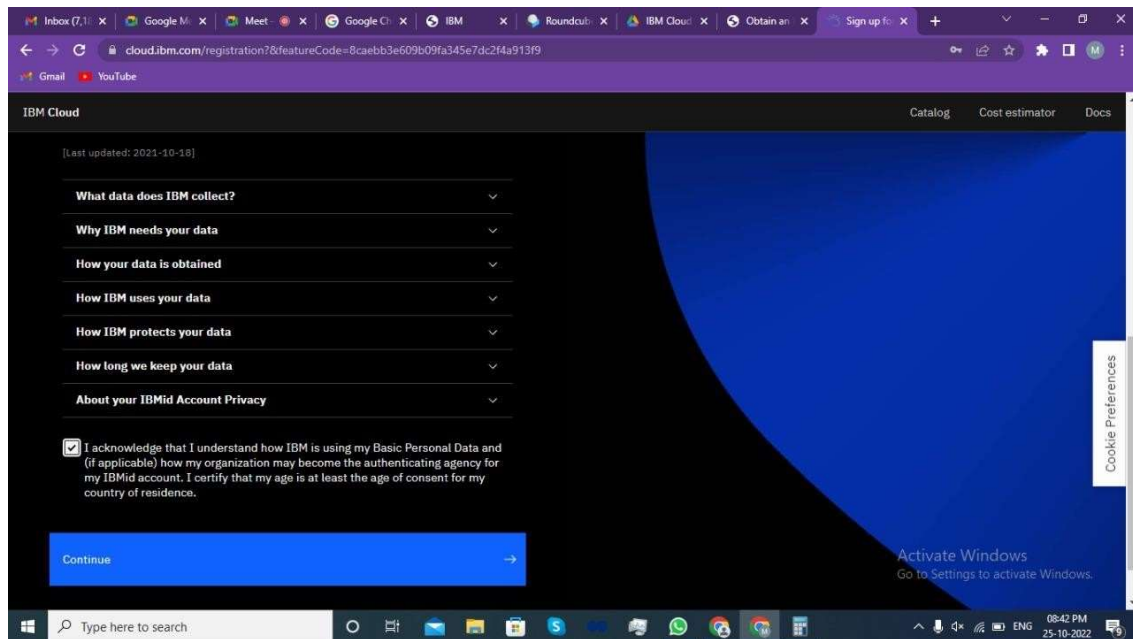 Inbox (7,1
Google Me
Meet -
Google Ch
IBM
Roundcub
IBM Cloud
Obtain an
Sign up fo
cloud.ibm.com/registration?&featureCode=8caebb3e609b09fa345e7dc2f4a913f9
M
Gmail
YouTube
IBM Cloud
Catalog
Cost estimator
Docs
[Last updated: 2021-10-18]
What data does IBM collect?
Why IBM needs your data
How your data is obtained
How IBM uses your data
How IBM protects your data
How long we keep your data
About your IBMid Account Privacy
I acknowledge that I understand how IBM is using my Basic Personal Data and
(if applicable) how my organization may become the authenticating agency for
my IBMid account. I certify that my age is at least the age of consent for my
country of residence.
Continue
Cookie Preferences
Activate Windows
Go to Settings to activate Windows.
Type here to search
ENG
08:42 PM
25-10-2022